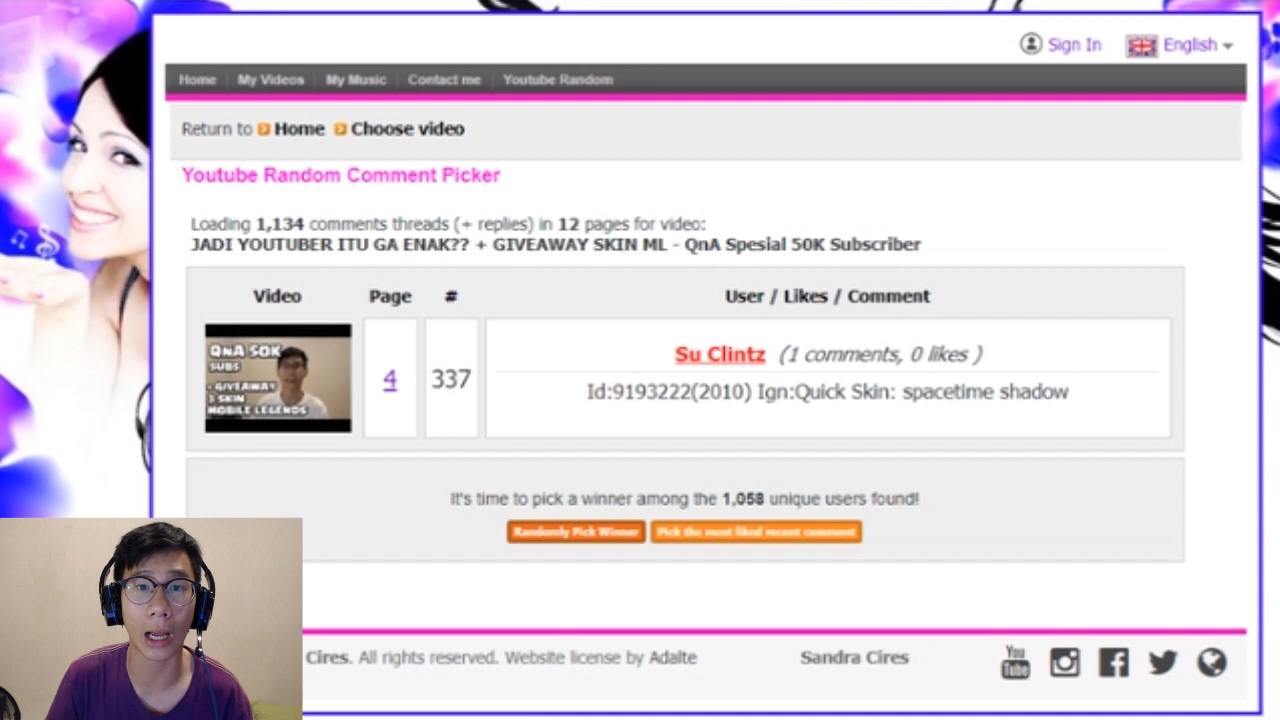 Sign In English
Home My Videos My Music Contact me Youtube Random
Return to Home Choose video
Youtube Random Comment Picker
Loading 1,134 comments threads (+ replies) in 12 pages for video:
JADI YOUTUBER ITU GA ENAK?? + GIVEAWAY SKIN ML - QnA Spesial 50K Subscriber
Video Page # User / Likes / Comment
QNA 50K
SUBS
+ GIVEAWAY
3 SKIN
MOBILE LEGENDS
4
337
Su Clintz (1 comments, 0 likes )
Id:9193222(2010) Ign:Quick Skin: spacetime shadow
It's time to pick a winner among the 1,058 unique users found!
Randomly Pick Winner Pick the most liked recent comment
Cires. All rights reserved. Website license by Adalte Sandra Cires
You Tube